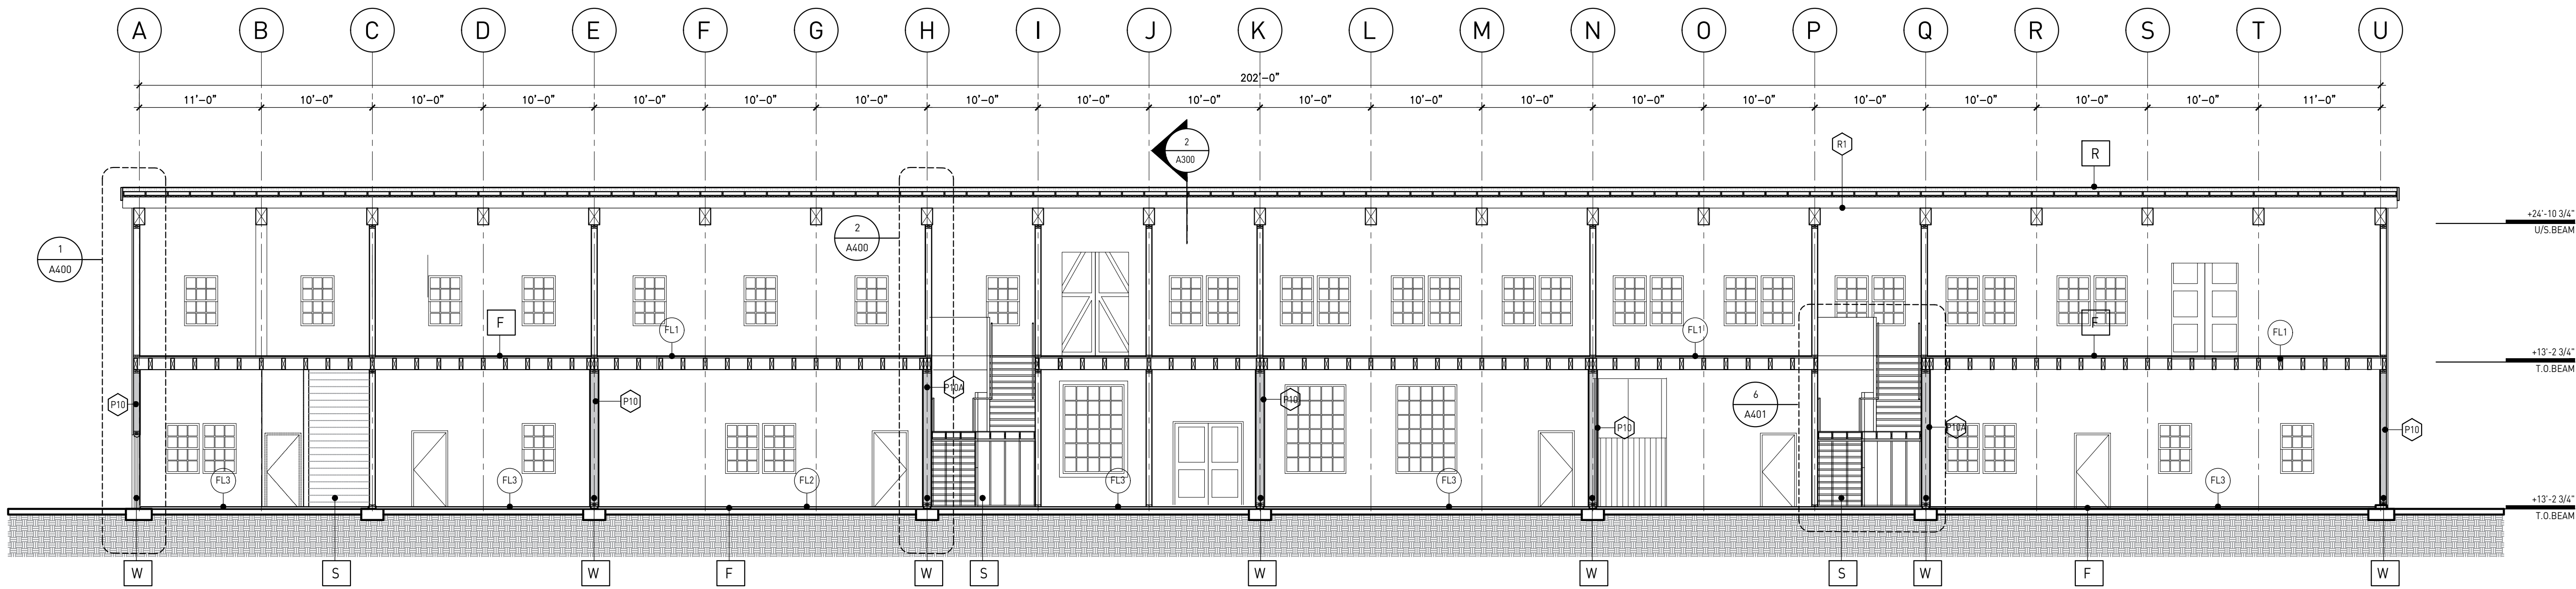 A B C D E F G H I J K L M N O P Q R S T U
202'-0"
11'-0" 10'-0" 10'-0" 10'-0" 10'-0" 10'-0" 10'-0" 10'-0" 10'-0" 10'-0" 10'-0" 10'-0" 10'-0" 10'-0" 10'-0" 10'-0" 10'-0" 10'-0" 10'-0" 11'-0"
2
A300
R1
R
+24'-10 3/4"
U/S.BEAM
1
A400
2
A400
F
FL1
FL1
F
FL1
+13'-2 3/4"
T.O.BEAM
P10
P10
P10A
P10
P10
6
A401
P10A
P10
FL3
FL3
FL2
FL3
FL3
FL3
+13'-2 3/4"
T.O.BEAM
W S W F W S W W S W F W